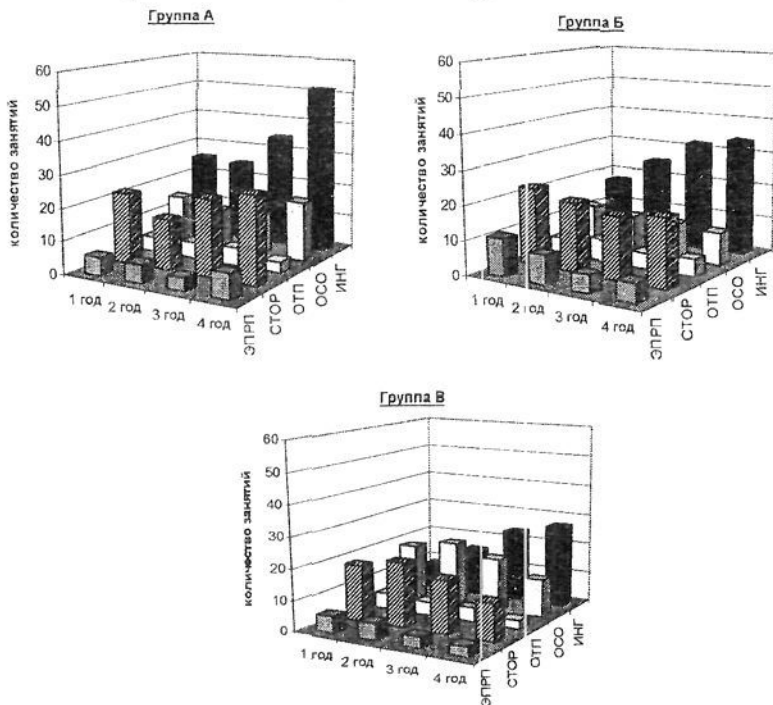 Группа А
количество занятий
60
50
40
30
20
10
0
1 год
2 год
3 год
4 год
ЭПРП
СТОР
ОТП
ОСО
ИНГ
Группа Б
количество занятий
60
50
40
30
20
10
0
1 год
2 год
3 год
4 год
ЭПРП
СТОР
ОТП
ОСО
ИНГ
Группа В
количество занятий
60
50
40
30
20
10
0
1 год
2 год
3 год
4 год
ЭПРП
СТОР
ОТП
ОСО
ИНГ